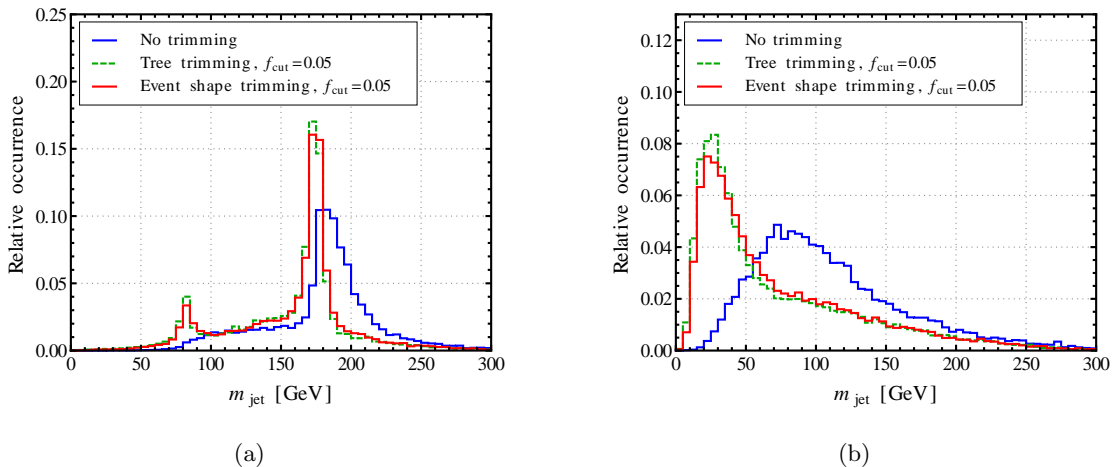 No trimming
Tree trimming, f_cut=0.05
Event shape trimming, f_cut=0.05
Relative occurrence
0.25
0.20
0.15
0.10
0.05
0.00
0 50 100 150 200 250 300
m_jet [GeV]
(a)
No trimming
Tree trimming, f_cut=0.05
Event shape trimming, f_cut=0.05
Relative occurrence
0.12
0.10
0.08
0.06
0.04
0.02
0.00
0 50 100 150 200 250 300
m_jet [GeV]
(b)